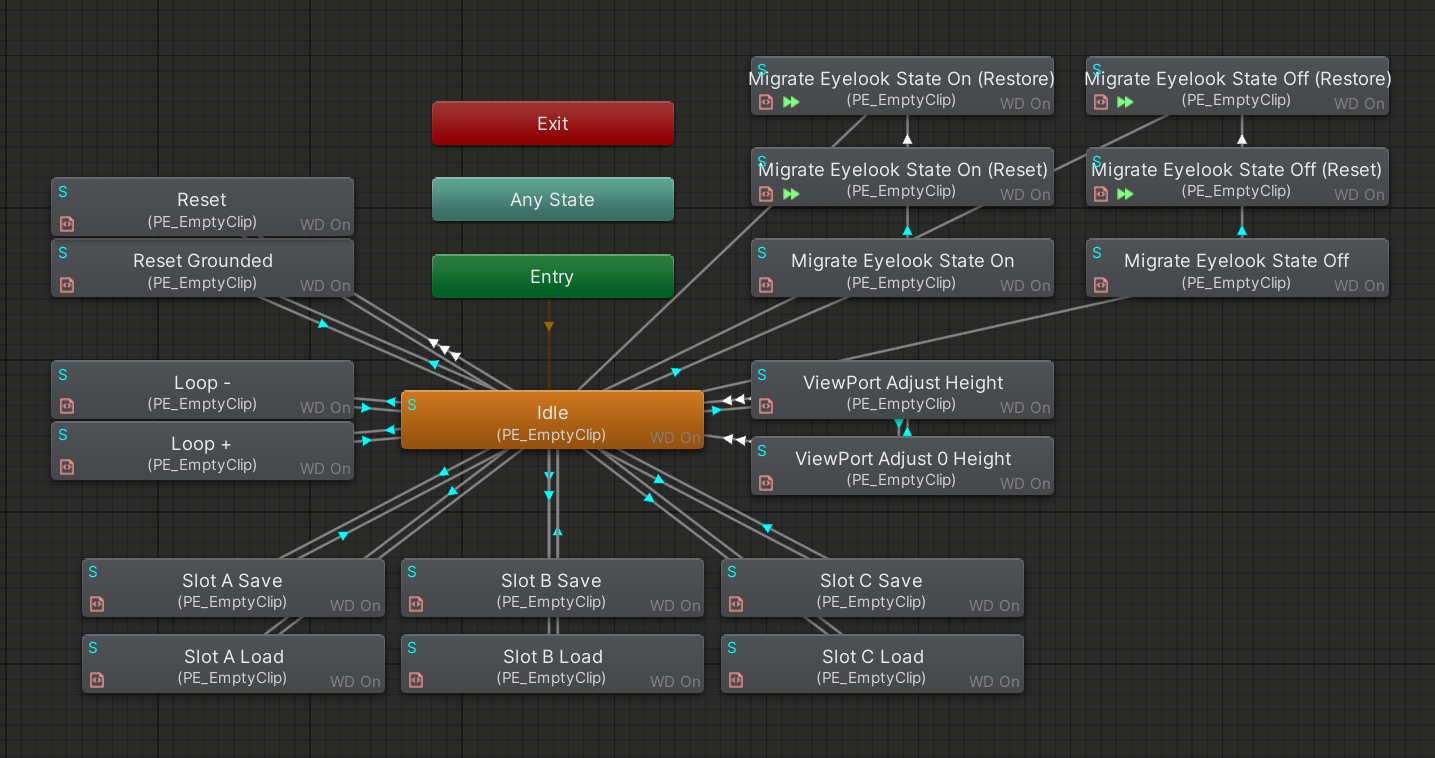 Migrate Eyelook State On (Restore)
S
(PE_EmptyClip)
WD On
Migrate Eyelook State Off (Restore)
S
(PE_EmptyClip)
WD On
Exit
Migrate Eyelook State On (Reset)
S
(PE_EmptyClip)
WD On
Migrate Eyelook State Off (Reset)
S
(PE_EmptyClip)
WD On
S
Reset
(PE_EmptyClip)
WD On
Any State
S
Reset Grounded
(PE_EmptyClip)
WD On
Entry
S
Migrate Eyelook State On
(PE_EmptyClip)
WD On
S
Migrate Eyelook State Off
(PE_EmptyClip)
WD On
S
Loop -
(PE_EmptyClip)
WD On
S
Idle
(PE_EmptyClip)
WD On
S
ViewPort Adjust Height
(PE_EmptyClip)
WD On
S
Loop +
(PE_EmptyClip)
WD On
S
ViewPort Adjust 0 Height
(PE_EmptyClip)
WD On
S
Slot A Save
(PE_EmptyClip)
WD On
S
Slot B Save
(PE_EmptyClip)
WD On
S
Slot C Save
(PE_EmptyClip)
WD On
S
Slot A Load
(PE_EmptyClip)
WD On
S
Slot B Load
(PE_EmptyClip)
WD On
S
Slot C Load
(PE_EmptyClip)
WD On